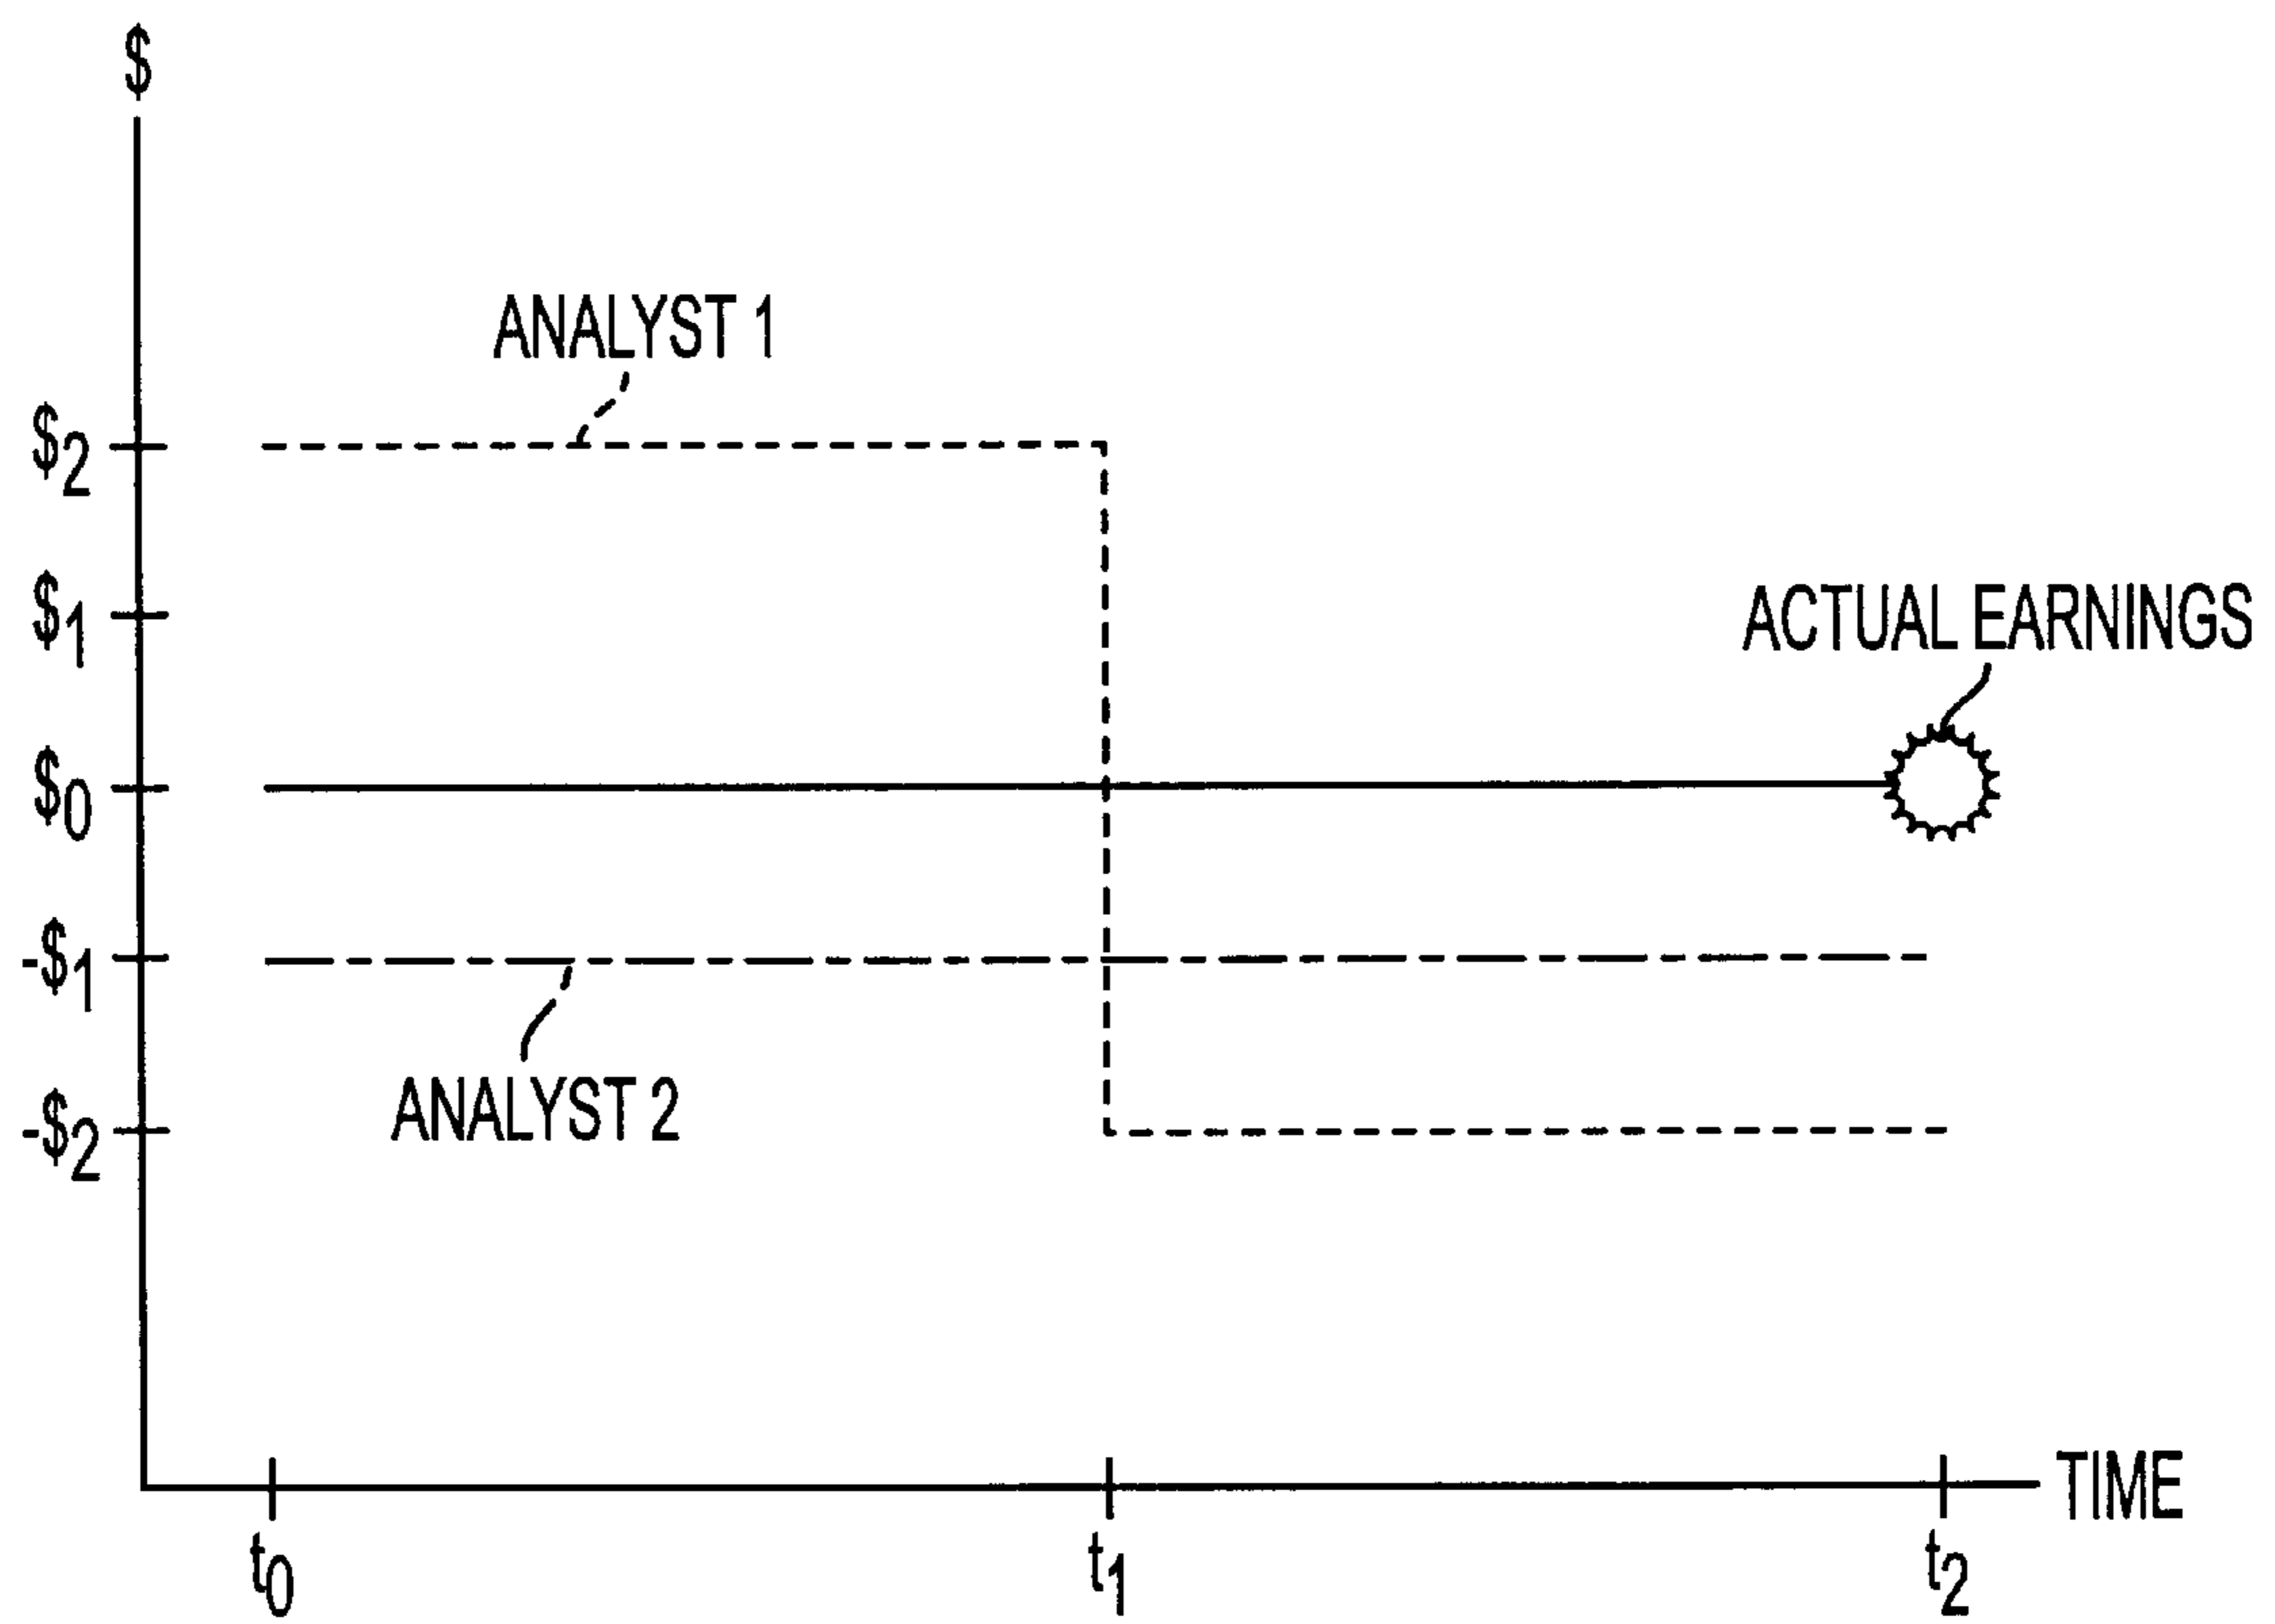 $
ANALYST 1
$2
$1
ACTUAL EARNINGS
$0
-$1
ANALYST 2
-$2
TIME
t0
t1
t2